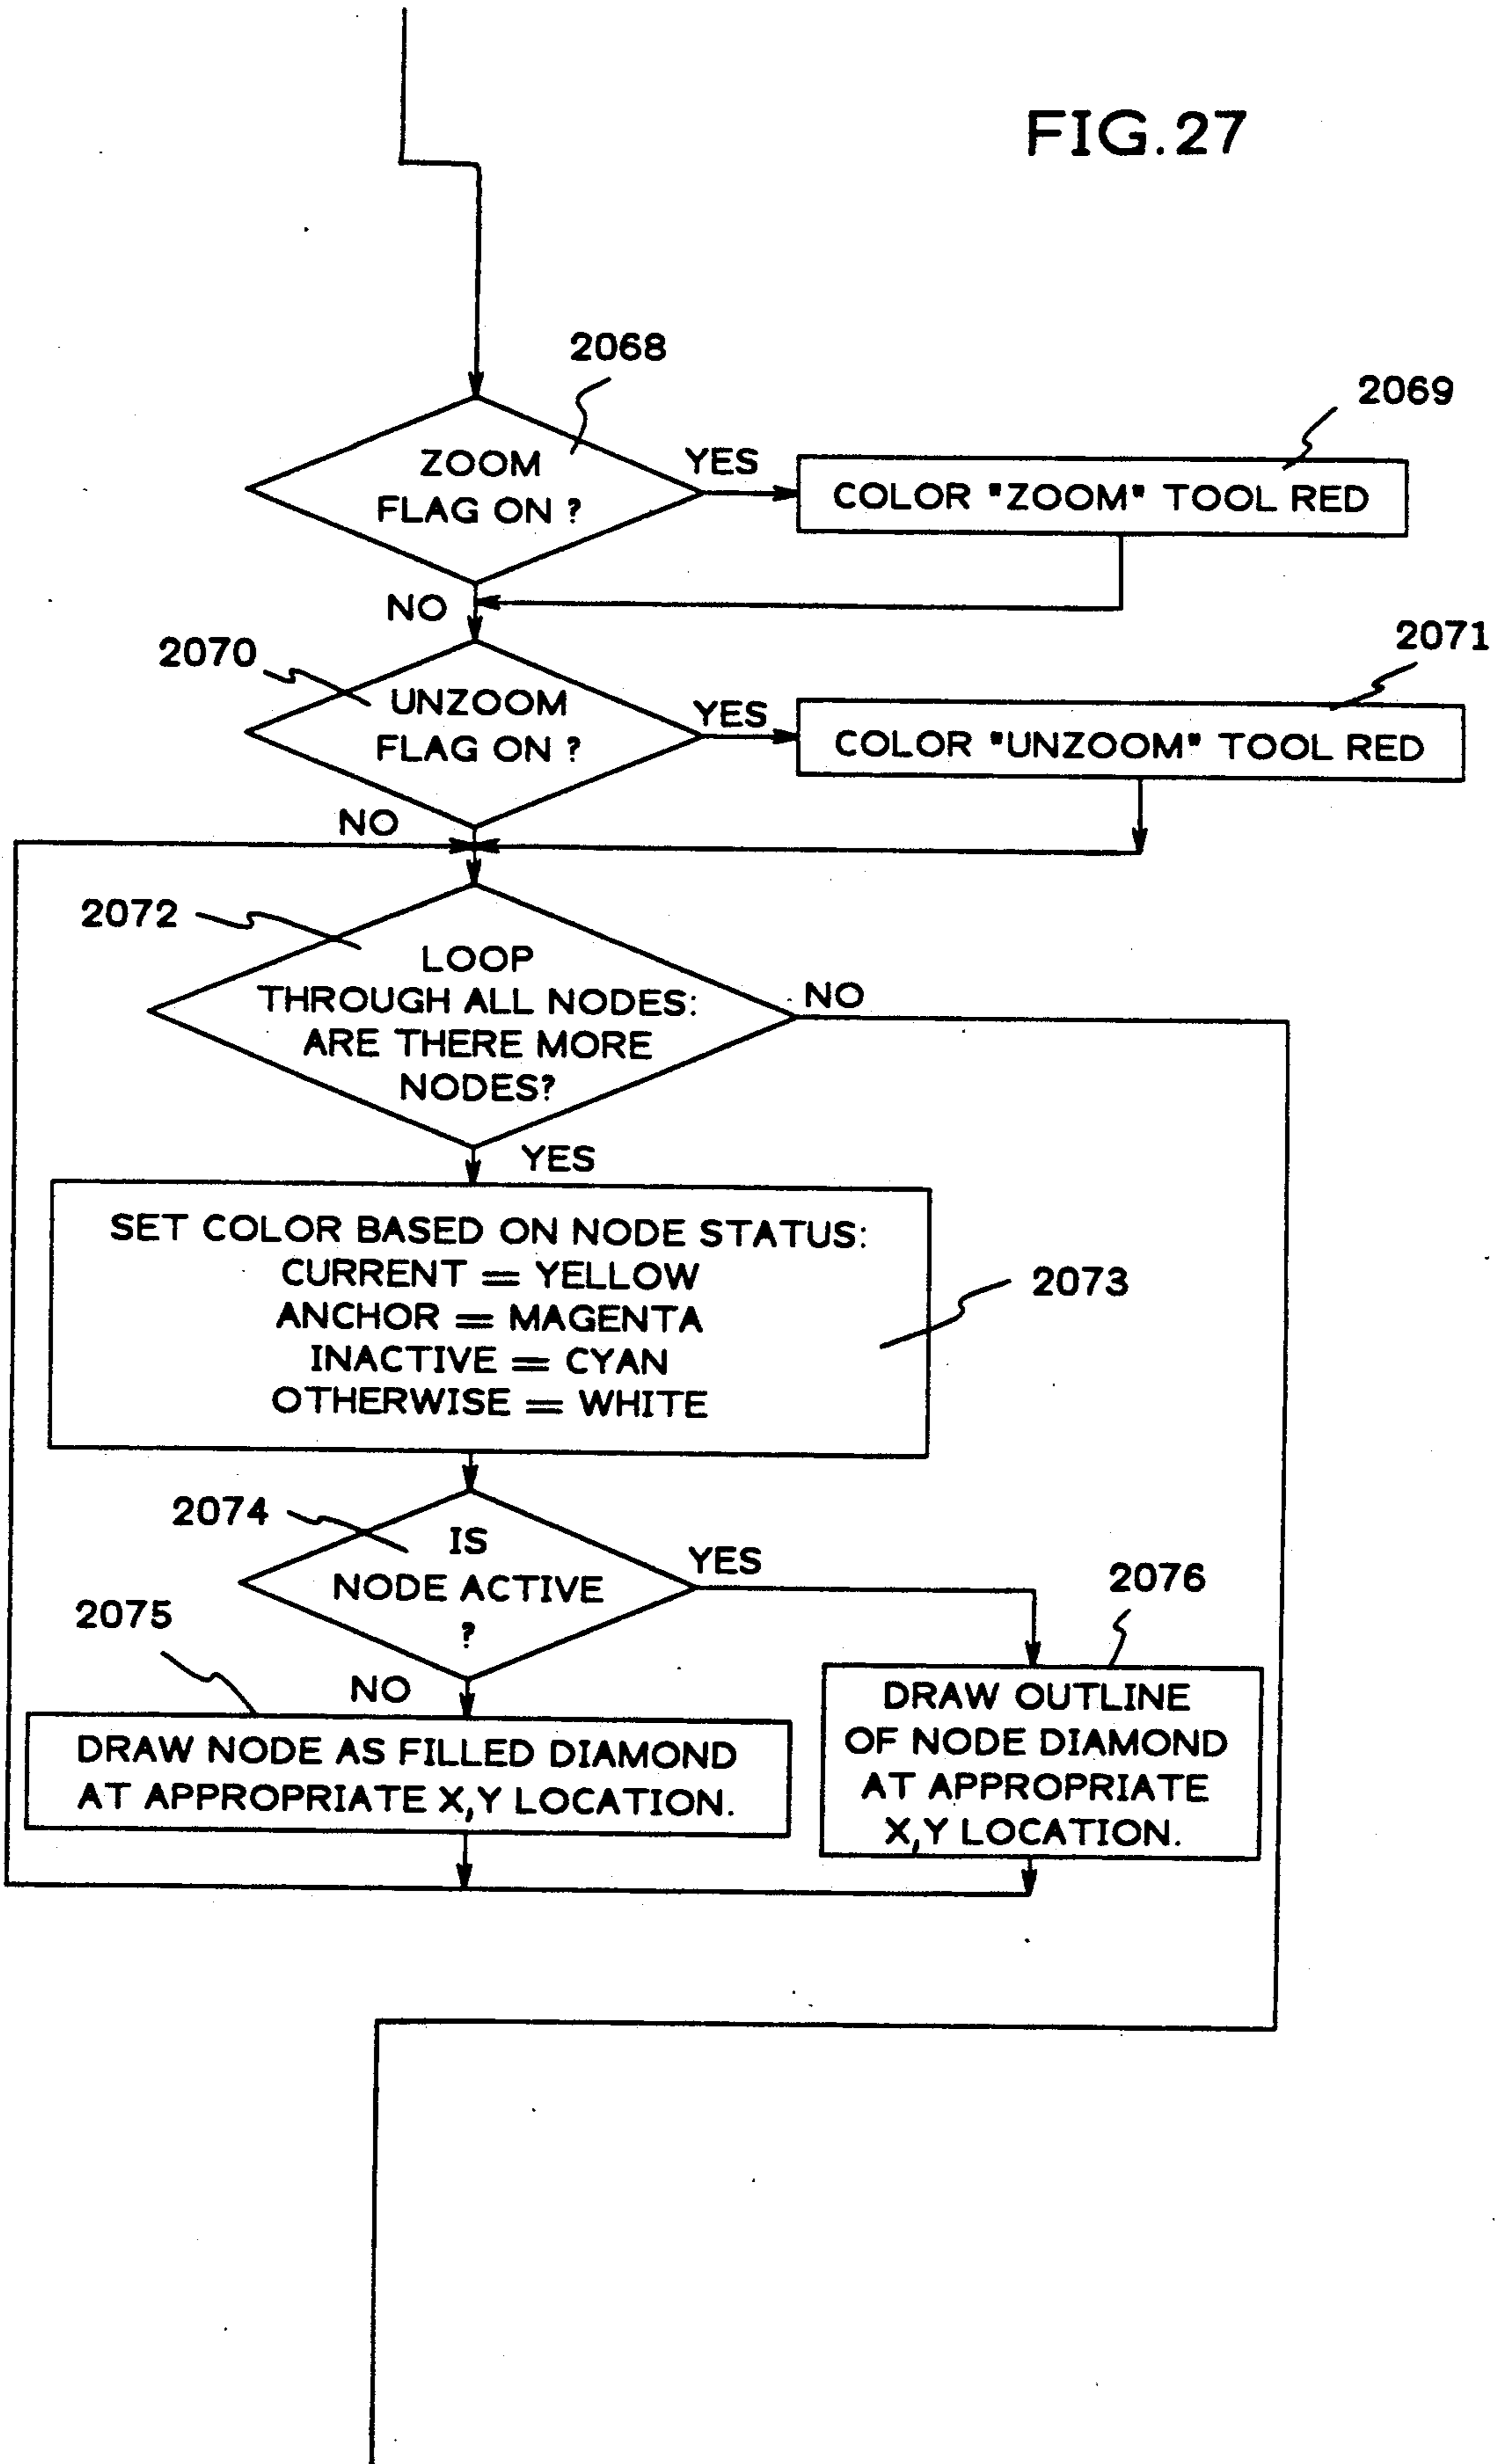 FIG.27
2068
2069
ZOOM
FLAG ON ?
YES
COLOR "ZOOM" TOOL RED
NO
2070
2071
UNZOOM
FLAG ON ?
YES
COLOR "UNZOOM" TOOL RED
NO
2072
LOOP
THROUGH ALL NODES:
ARE THERE MORE
NODES?
NO
YES
SET COLOR BASED ON NODE STATUS:
CURRENT = YELLOW
ANCHOR = MAGENTA
INACTIVE = CYAN
OTHERWISE = WHITE
2073
2074
IS
NODE ACTIVE
?
YES
2076
2075
NO
DRAW NODE AS FILLED DIAMOND
AT APPROPRIATE X,Y LOCATION.
DRAW OUTLINE
OF NODE DIAMOND
AT APPROPRIATE
X,Y LOCATION.